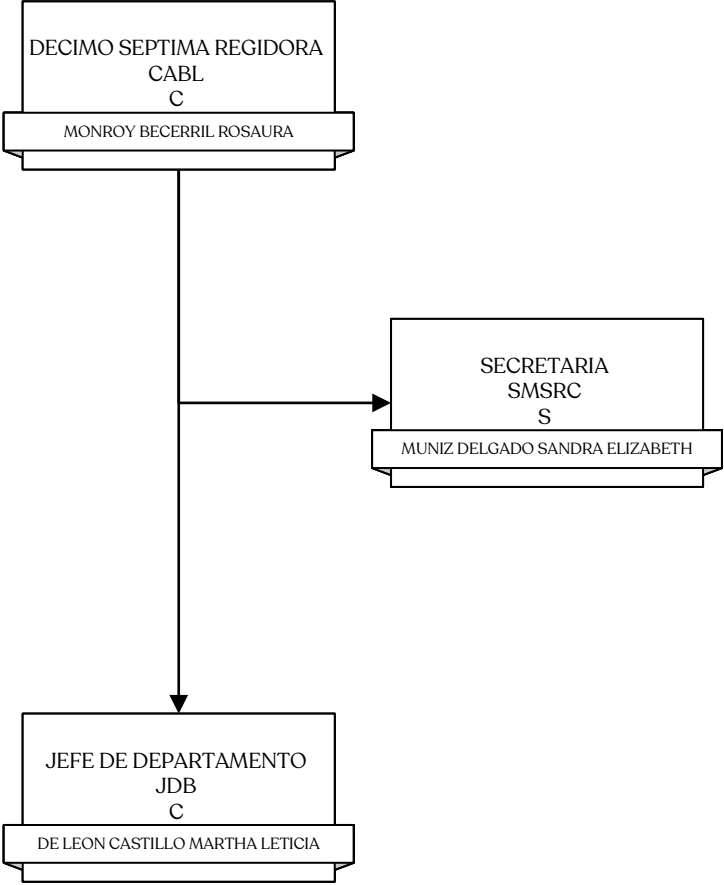 DECIMO SEPTIMA REGIDORA
CABL
C
MONROY BECERRIL ROSAURA
SECRETARIA
SMSRC
S
MUNIZ DELGADO SANDRA ELIZABETH
JEFE DE DEPARTAMENTO
JDB
C
DE LEON CASTILLO MARTHA LETICIA